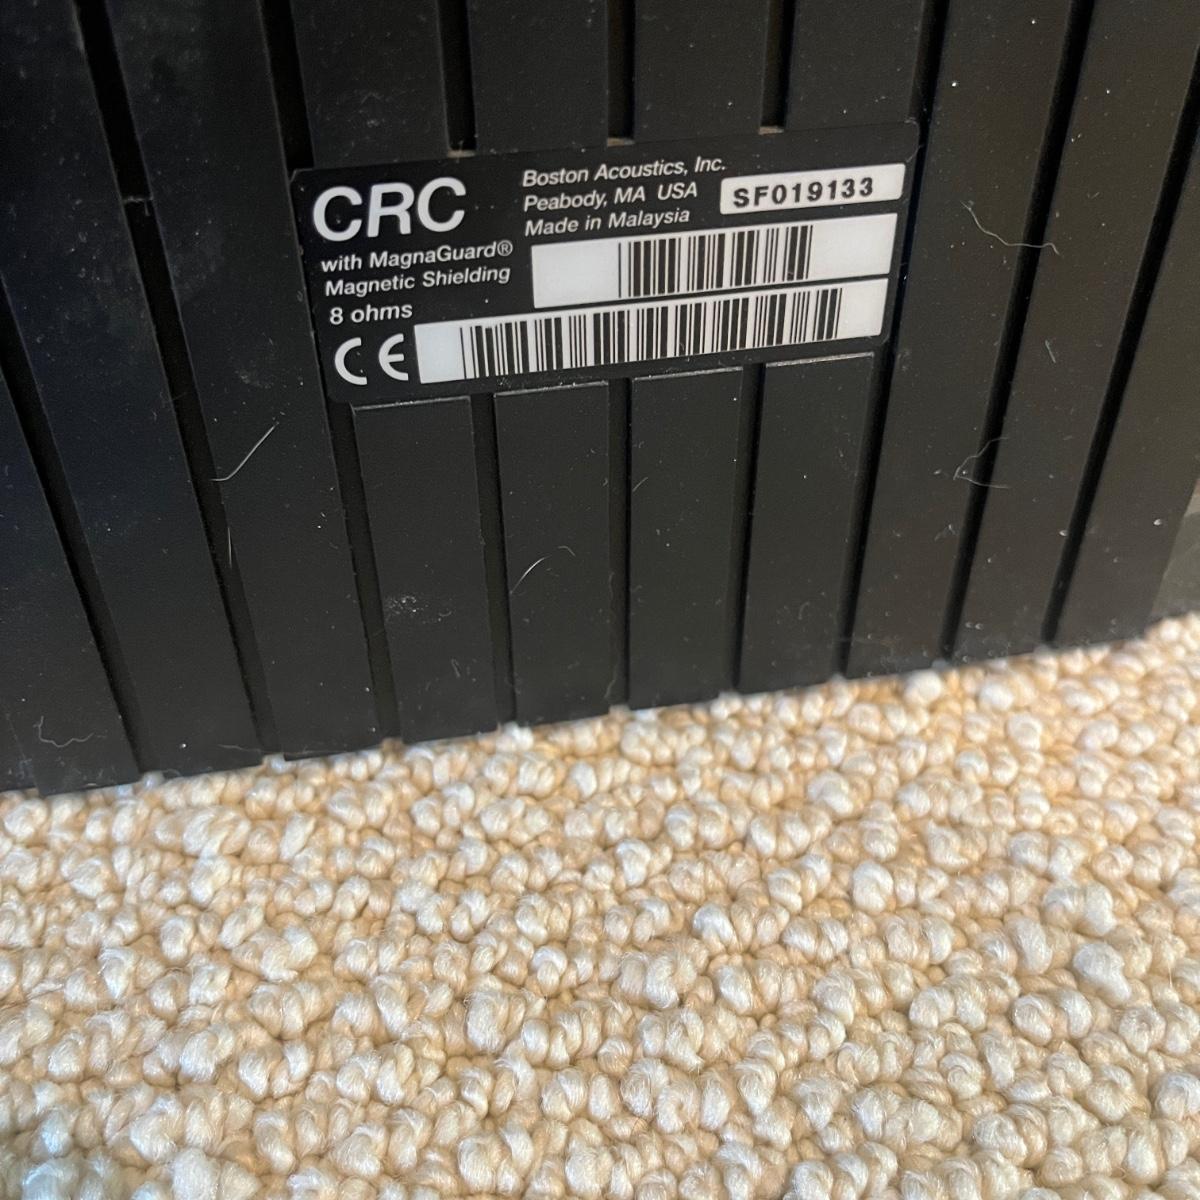 CRC
with MagnaGuard®
Magnetic Shielding
8 ohms
CE
Boston Acoustics, Inc.
Peabody, MA USA
Made in Malaysia
SF019133